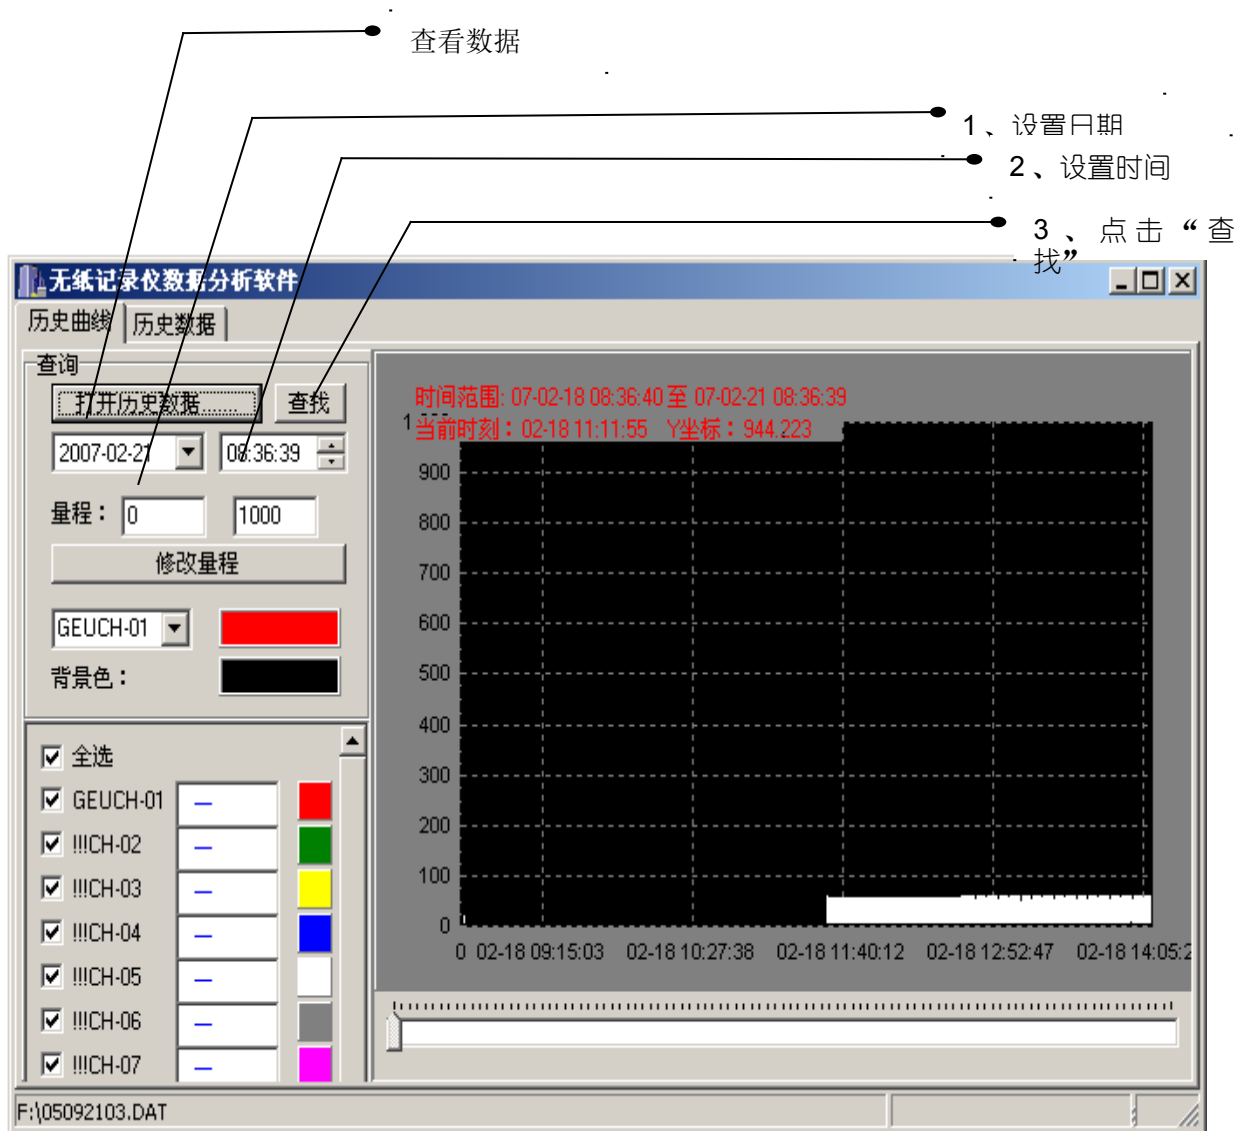 查看数据
1、设置日期
2、设置时间
3、点击“查
找”
无纸记录仪数据分析软件
历史曲线 历史数据
查询
打开历史数据........ 查找
2007-02-21 08:36:39
量程： 0 1000
修改量程
GEUCH-01
背景色：
全选
GEUCH-01 —
!!!CH-02 —
!!!CH-03 —
!!!CH-04 —
!!!CH-05 —
!!!CH-06 —
!!!CH-07 —
时间范围: 07-02-18 08:36:40 至 07-02-21 08:36:39
当前时刻：02-18 11:11:55 Y坐标：944.223
900
800
700
600
500
400
300
200
100
0
0 02-18 09:15:03 02-18 10:27:38 02-18 11:40:12 02-18 12:52:47 02-18 14:05:2
F:\05092103.DAT